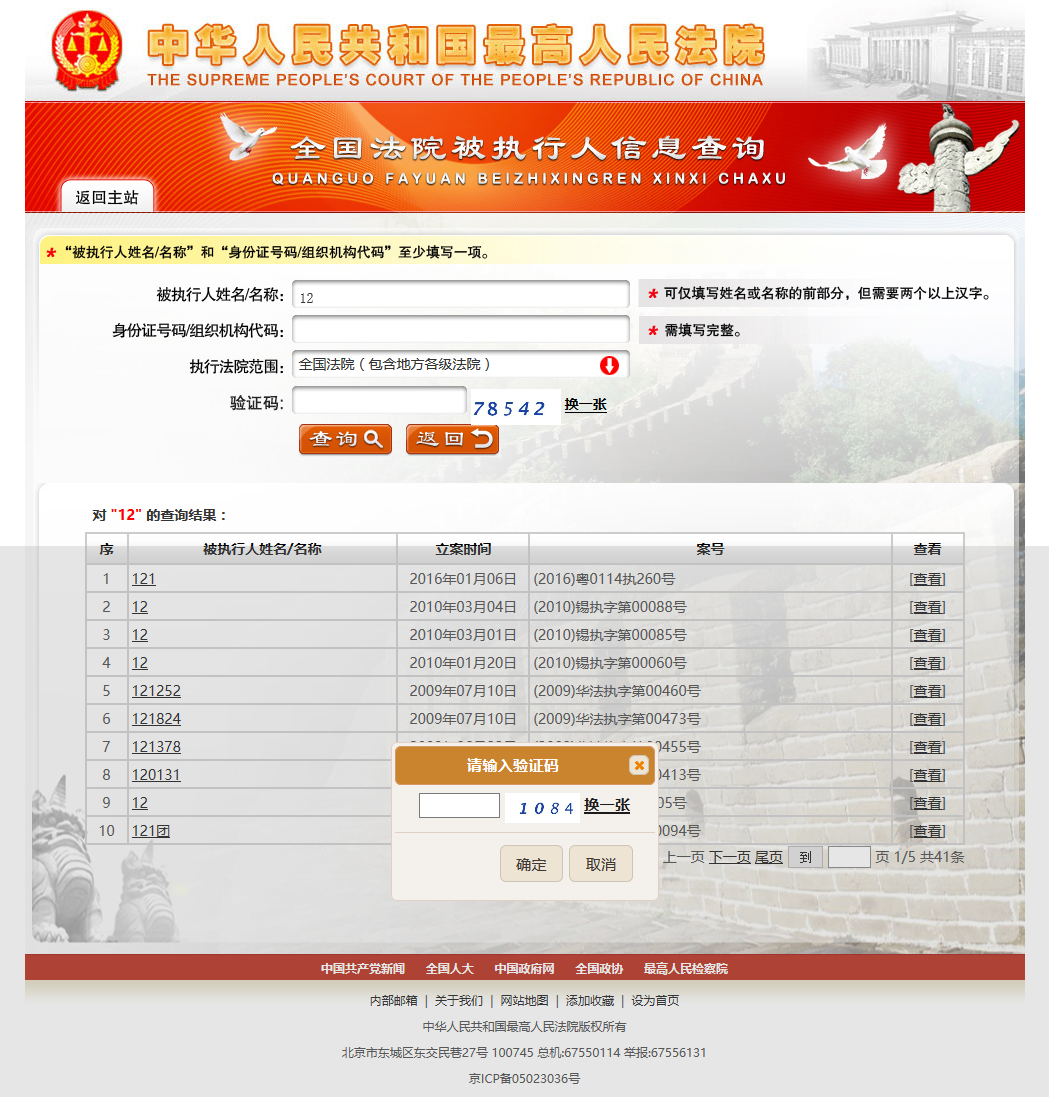 中华人民共和国最高人民法院
THE SUPREME PEOPLE'S COURT OF THE PEOPLE'S REPUBLIC OF CHINA
全国法院被执行人信息查询
QUANGUO FAYUAN BEIZHIXINGREN XINXI CHAXU
返回主站
* “被执行人姓名/名称” 和 “身份证号码/组织机构代码” 至少填写一项。
被执行人姓名/名称: 12 * 可仅填写姓名或名称的前部分，但需要两个以上汉字。
身份证号码/组织机构代码: * 需填写完整。
执行法院范围: 全国法院（包含地方各级法院）
验证码: 78542 换一张
查询 返回
对 "12" 的查询结果：
序 被执行人姓名/名称 立案时间 案号 查看
1 121 2016年01月06日 (2016)粤0114执260号 [查看]
2 12 2010年03月04日 (2010)锡执字第00088号 [查看]
3 12 2010年03月01日 (2010)锡执字第00085号 [查看]
4 12 2010年01月20日 (2010)锡执字第00060号 [查看]
5 121252 2009年07月10日 (2009)华法执字第00460号 [查看]
6 121824 2009年07月10日 (2009)华法执字第00473号 [查看]
7 121378 0455号 [查看]
8 120131 0413号 [查看]
9 12 05号 [查看]
10 121团 0094号 [查看]
请输入验证码
1084 换一张
确定 取消
上一页 下一页 尾页 到 页 1/5 共41条
中国共产党新闻 全国人大 中国政府网 全国政协 最高人民检察院
内部邮箱 | 关于我们 | 网站地图 | 添加收藏 | 设为首页
中华人民共和国最高人民法院版权所有
北京市东城区东交民巷27号 100745 总机:67550114 举报:67556131
京ICP备05023036号